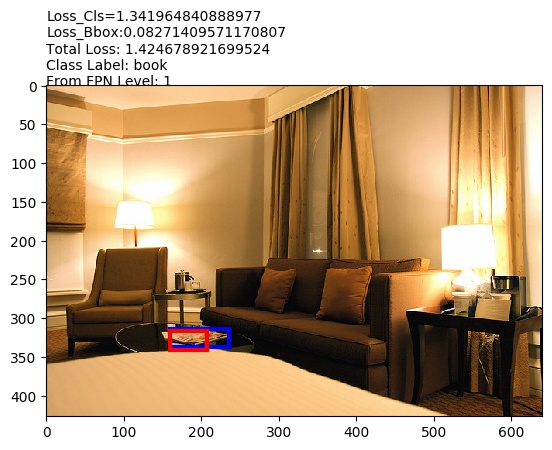 Loss_Cls=1.341964840888977
Loss_Bbox:0.08271409571170807
Total Loss: 1.424678921699524
Class Label: book
From FPN Level: 1
0
50
100
150
200
250
300
350
400
0 100 200 300 400 500 600